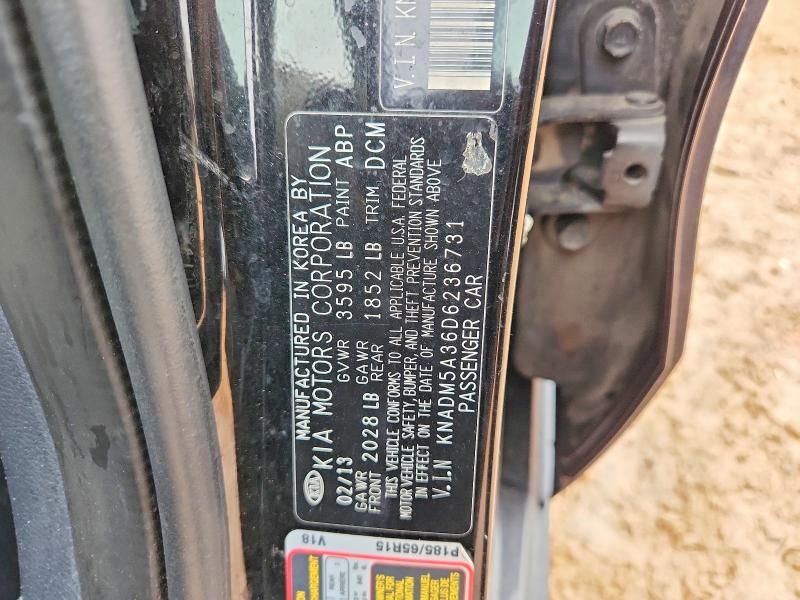 V.I.N KN
MANUFACTURED IN KOREA BY
KIA KIA MOTORS CORPORATION
02/13 GVWR 3595 LB PAINT ABP
GAWR FRONT 2028 LB GAWR REAR 1852 LB TRIM DCM
THIS VEHICLE CONFORMS TO ALL APPLICABLE U.S.A. FEDERAL
MOTOR VEHICLE SAFETY, BUMPER, AND THEFT PREVENTION STANDARDS
IN EFFECT ON THE DATE OF MANUFACTURE SHOWN ABOVE
V.I.N KNADM5A36D6236731
PASSENGER CAR
V18
P185/65R15